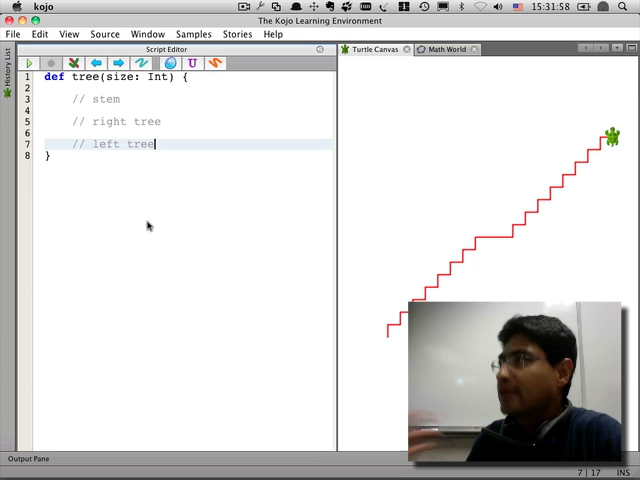 kojo
15:31:58
The Kojo Learning Environment
File Edit View Window Samples Stories Help
Script Editor
Turtle Canvas
Math World
History List
1 def tree(size: Int) {
2
3 // stem
4
5 // right tree
6
7 // left tree
8 }
Output Pane
7 | 17
INS